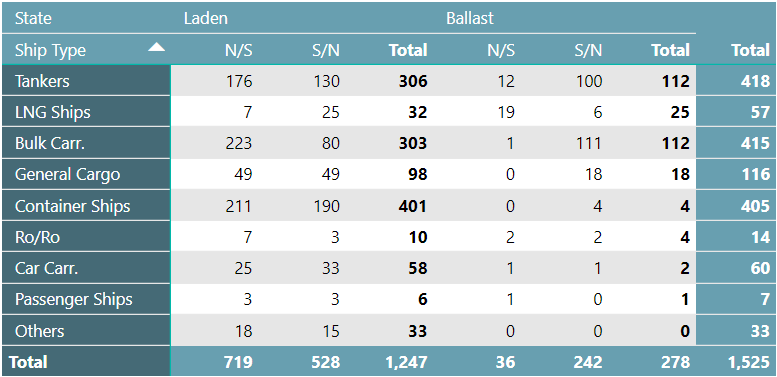 State Laden Ballast
Ship Type N/S S/N Total N/S S/N Total Total
Tankers 176 130 306 12 100 112 418
LNG Ships 7 25 32 19 6 25 57
Bulk Carr. 223 80 303 1 111 112 415
General Cargo 49 49 98 0 18 18 116
Container Ships 211 190 401 0 4 4 405
Ro/Ro 7 3 10 2 2 4 14
Car Carr. 25 33 58 1 1 2 60
Passenger Ships 3 3 6 1 0 1 7
Others 18 15 33 0 0 0 33
Total 719 528 1,247 36 242 278 1,525